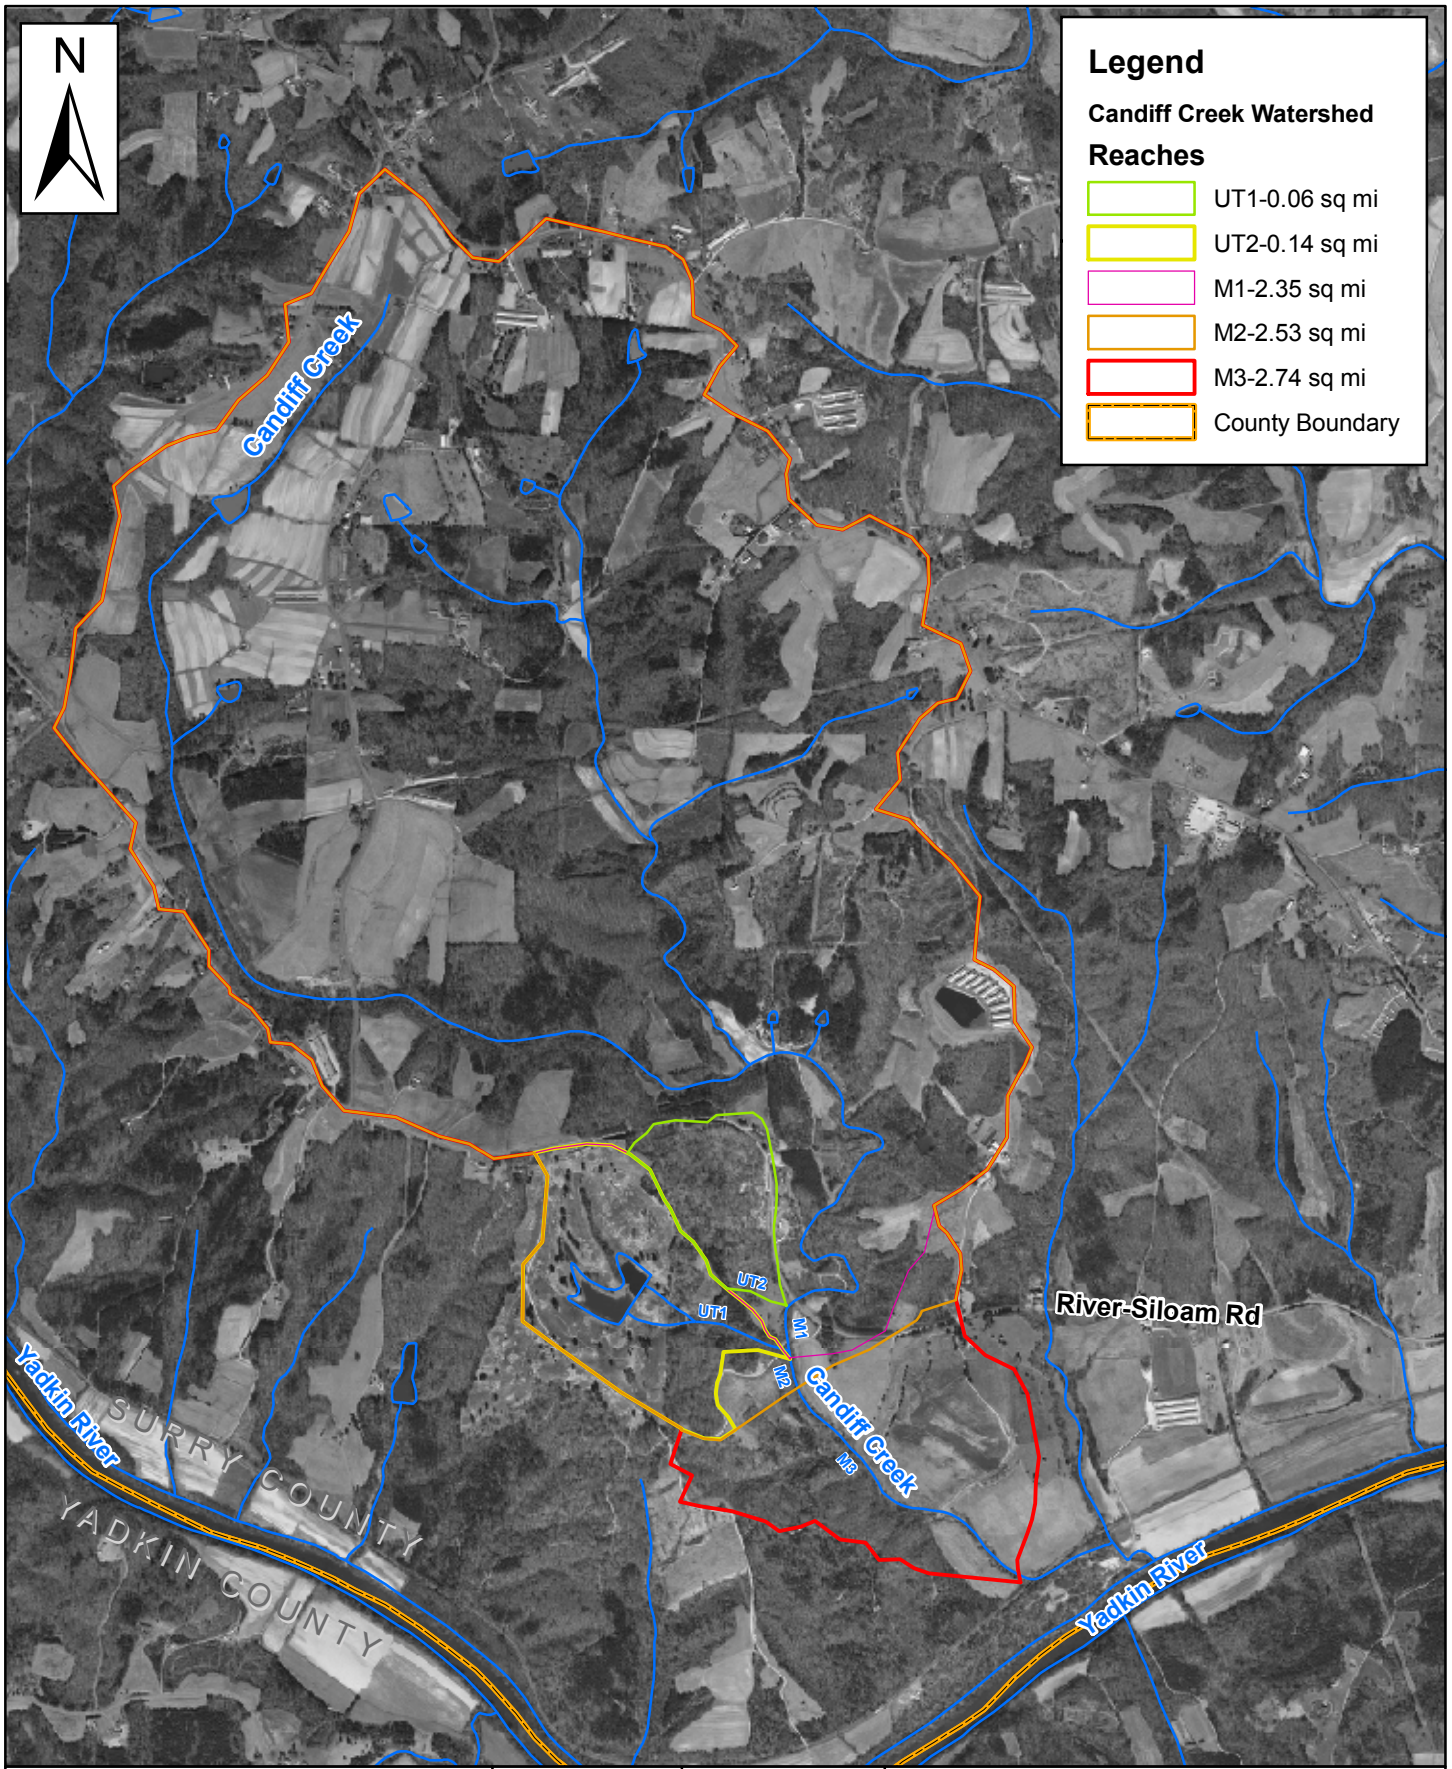 N
Legend
Candiff Creek Watershed
Reaches
UT1-0.06 sq mi
UT2-0.14 sq mi
M1-2.35 sq mi
M2-2.53 sq mi
M3-2.74 sq mi
County Boundary
Candiff Creek
UT2
UT1
M1
M2
River-Siloam Rd
Candiff Creek
M3
Yadkin River
SURRY COUNTY
YADKIN COUNTY
Yadkin River